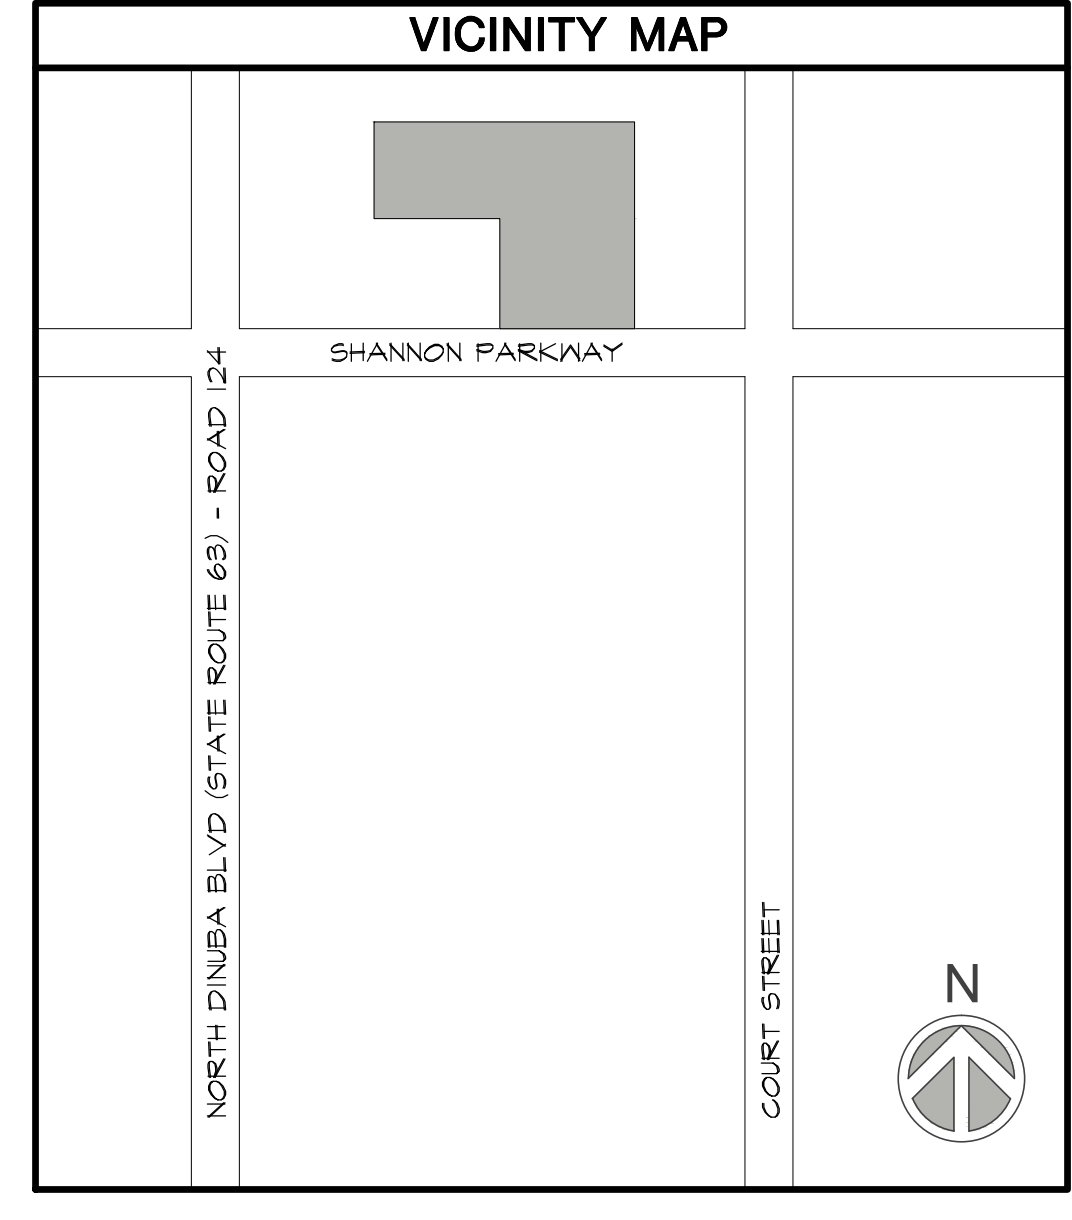 VICINITY MAP
SHANNON PARKWAY
NORTH DINUBA BLVD (STATE ROUTE 63) - ROAD 124
COURT STREET
N